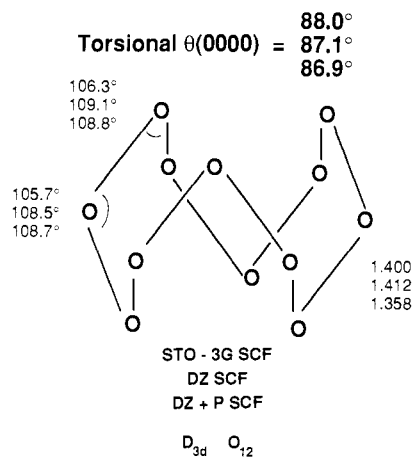 88.0°
Torsional θ(0000) = 87.1°
86.9°
106.3°
109.1°
108.8°
O
O
O
O
O
105.7°
108.5°
108.7°
O
O
O
O
O
1.400
1.412
1.358
O
O
STO - 3G SCF
DZ SCF
DZ + P SCF
D3d O12